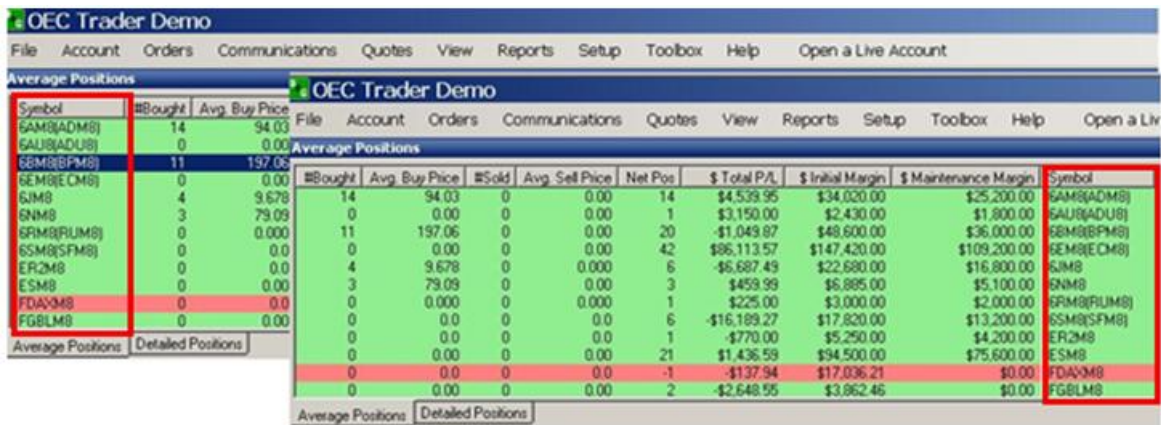 OEC Trader Demo
File Account Orders Communications Quotes View Reports Setup Toolbox Help Open a Live Account
Average Positions
Symbol #Bought Avg. Buy Price
6AM8(ADM8) 14 94.03
6AU8(ADU8) 0 0.00
6BM8(BPM8) 11 197.06
6EM8(ECM8) 0 0.00
6JM8 4 9.678
6NM8 3 79.09
6RM8(RUM8) 0 0.000
6SM8(SFM8) 0 0.0
ER2M8 0 0.0
ESM8 0 0.00
FDAXM8 0 0.0
FGBLM8 0 0.00
Average Positions Detailed Positions
OEC Trader Demo
File Account Orders Communications Quotes View Reports Setup Toolbox Help Open a Liv
Average Positions
#Bought Avg. Buy Price #Sold Avg. Sell Price Net Pos $ Total P/L $ Initial Margin $ Maintenance Margin Symbol
14 94.03 0 0.00 14 $4,539.95 $34,020.00 $25,200.00 6AM8(ADM8)
0 0.00 0 0.00 1 $3,150.00 $2,430.00 $1,800.00 6AU8(ADU8)
11 197.06 0 0.00 20 -$1,049.87 $48,600.00 $36,000.00 6BM8(BPM8)
0 0.00 0 0.00 42 $86,113.57 $147,420.00 $109,200.00 6EM8(ECM8)
4 9.678 0 0.000 6 -$6,687.49 $22,680.00 $16,800.00 6JM8
3 79.09 0 0.00 3 $459.99 $6,885.00 $5,100.00 6NM8
0 0.000 0 0.000 1 $225.00 $3,000.00 $2,000.00 6RM8(RUM8)
0 0.0 0 0.0 6 -$16,189.27 $17,820.00 $13,200.00 6SM8(SFM8)
0 0.0 0 0.0 1 -$770.00 $5,250.00 $4,200.00 ER2M8
0 0.00 0 0.00 21 $1,436.59 $94,500.00 $75,600.00 ESM8
0 0.0 0 0.0 -1 -$137.94 $17,036.21 $0.00 FDAXM8
0 0.00 0 0.00 2 -$2,648.55 $3,862.46 $0.00 FGBLM8
Average Positions Detailed Positions